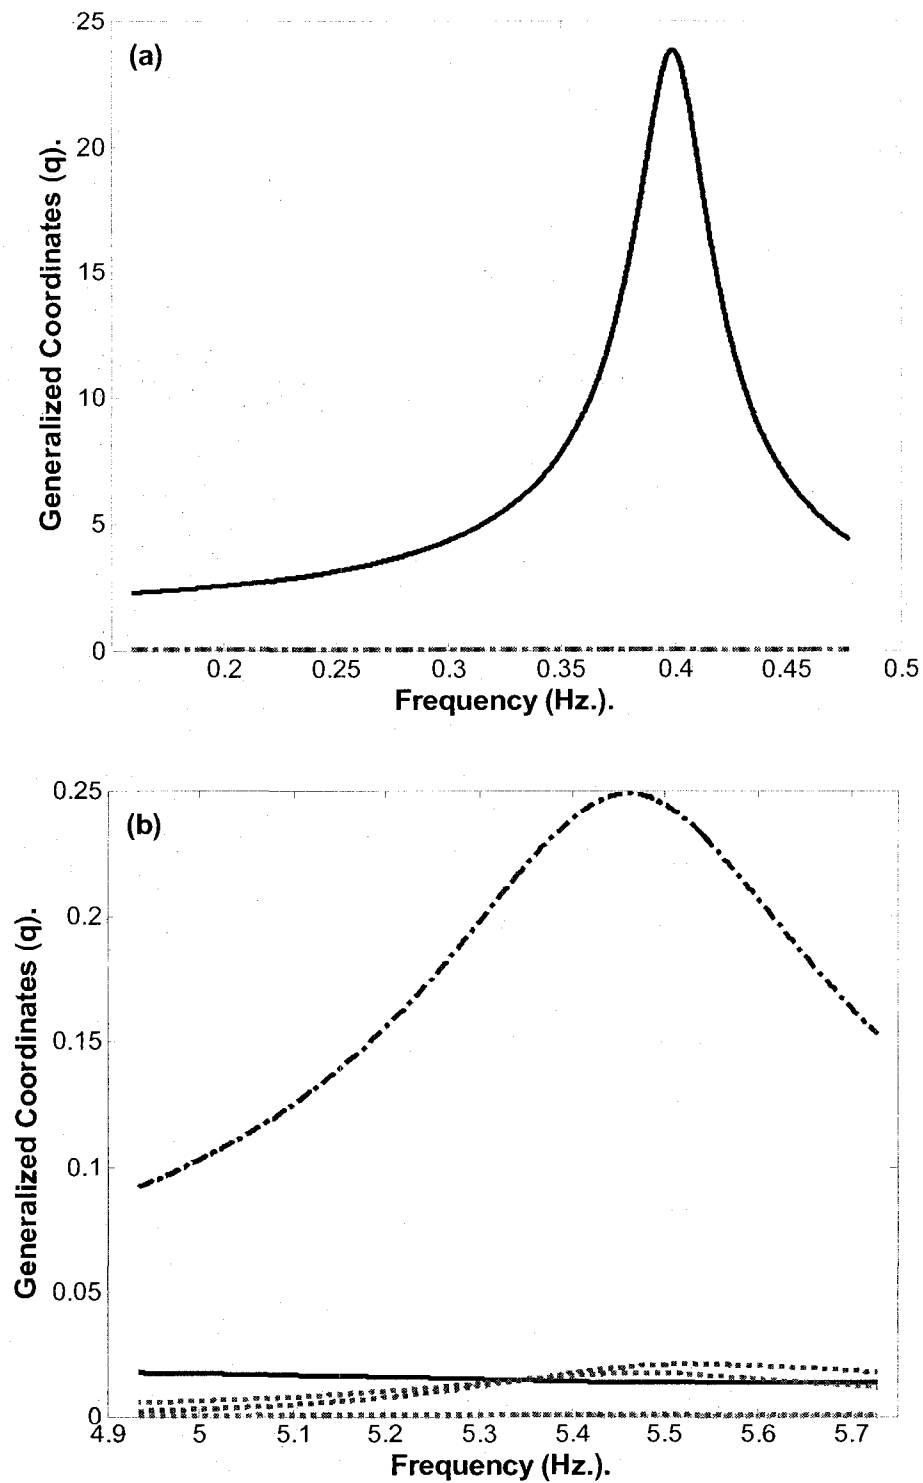 (a)
Generalized Coordinates (q).
25
20
15
10
5
0
0.2 0.25 0.3 0.35 0.4 0.45 0.5
Frequency (Hz.).
(b)
Generalized Coordinates (q).
0.25
0.2
0.15
0.1
0.05
0
4.9 5 5.1 5.2 5.3 5.4 5.5 5.6 5.7
Frequency (Hz.).